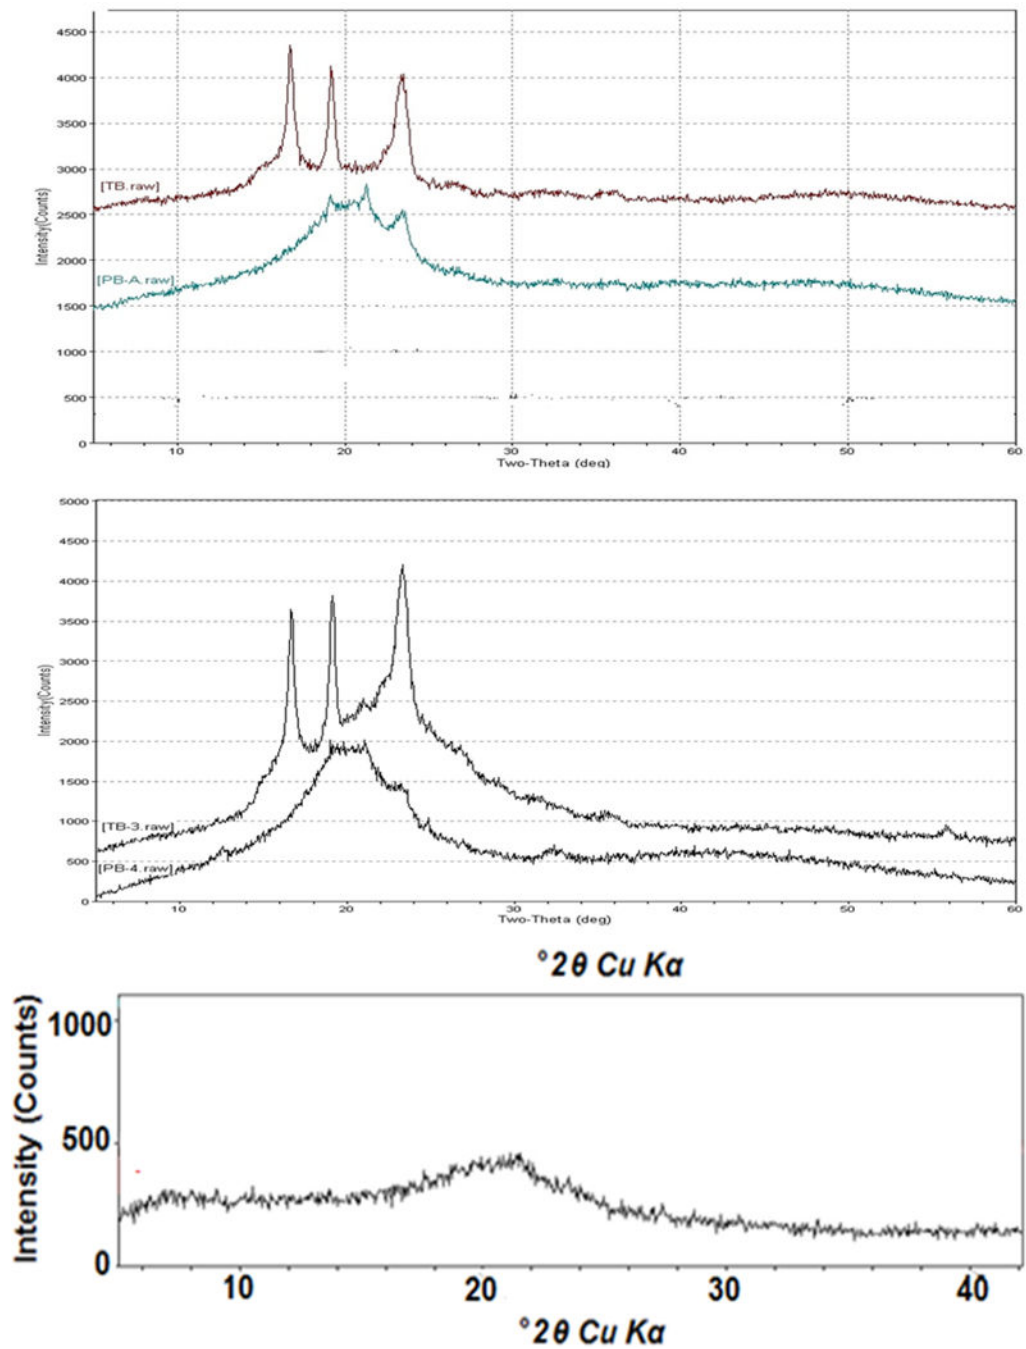 4500
4000
3500
3000
[TB.raw]
2500
Intensity(Counts)
2000
[PB-A.raw]
1500
1000
500
0
10 20 30 40 50 60
Two-Theta (deg)
5000
4500
4000
3500
3000
Intensity(Counts)
2500
2000
1500
1000
[TB-3.raw]
500
[PB-4.raw]
0
10 20 30 40 50 60
Two-Theta (deg)
°2θ Cu Kα
1000
Intensity (Counts)
500
0
10 20 30 40
°2θ Cu Kα